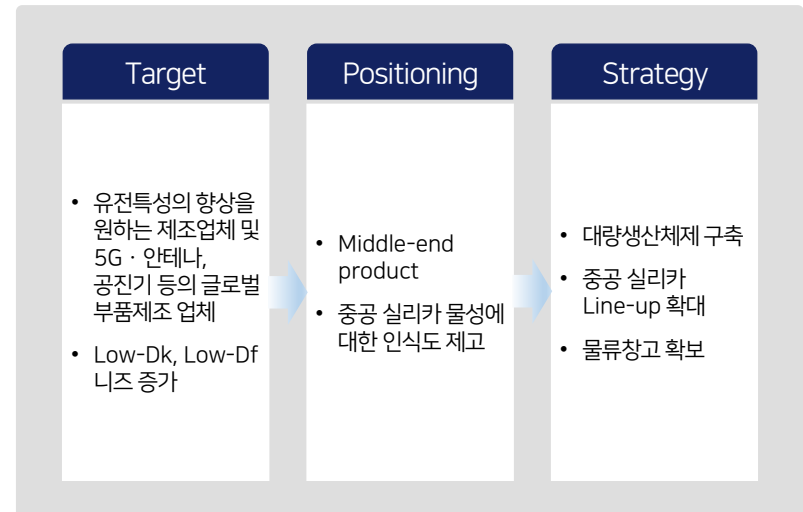 Target
• 유전특성의 향상을
원하는 제조업체 및
5G · 안테나,
공진기 등의 글로벌
부품제조 업체
• Low-Dk, Low-Df
니즈 증가
Positioning
• Middle-end
product
• 중공 실리카 물성에
대한 인식도 제고
Strategy
• 대량생산체제 구축
• 중공 실리카
Line-up 확대
• 물류창고 확보